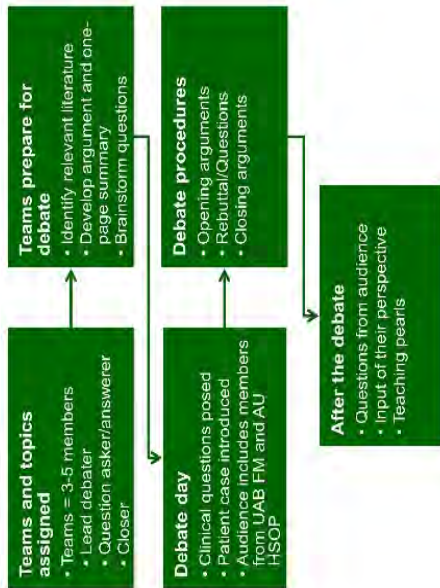 Teams and topics
assigned
• Teams = 3-5 members
• Lead debater
• Question asker/answerer
• Closer
Teams prepare for
debate
• Identify relevant literature
• Develop argument and one-
page summary
• Brainstorm questions
Debate day
• Clinical questions posed
• Patient case introduced
• Audience includes members
from UAB FM and AU
HSOP
Debate procedures
• Opening arguments
• Rebuttal/Questions
• Closing arguments
After the debate
• Questions from audience
• Input of their perspective
• Teaching pearls